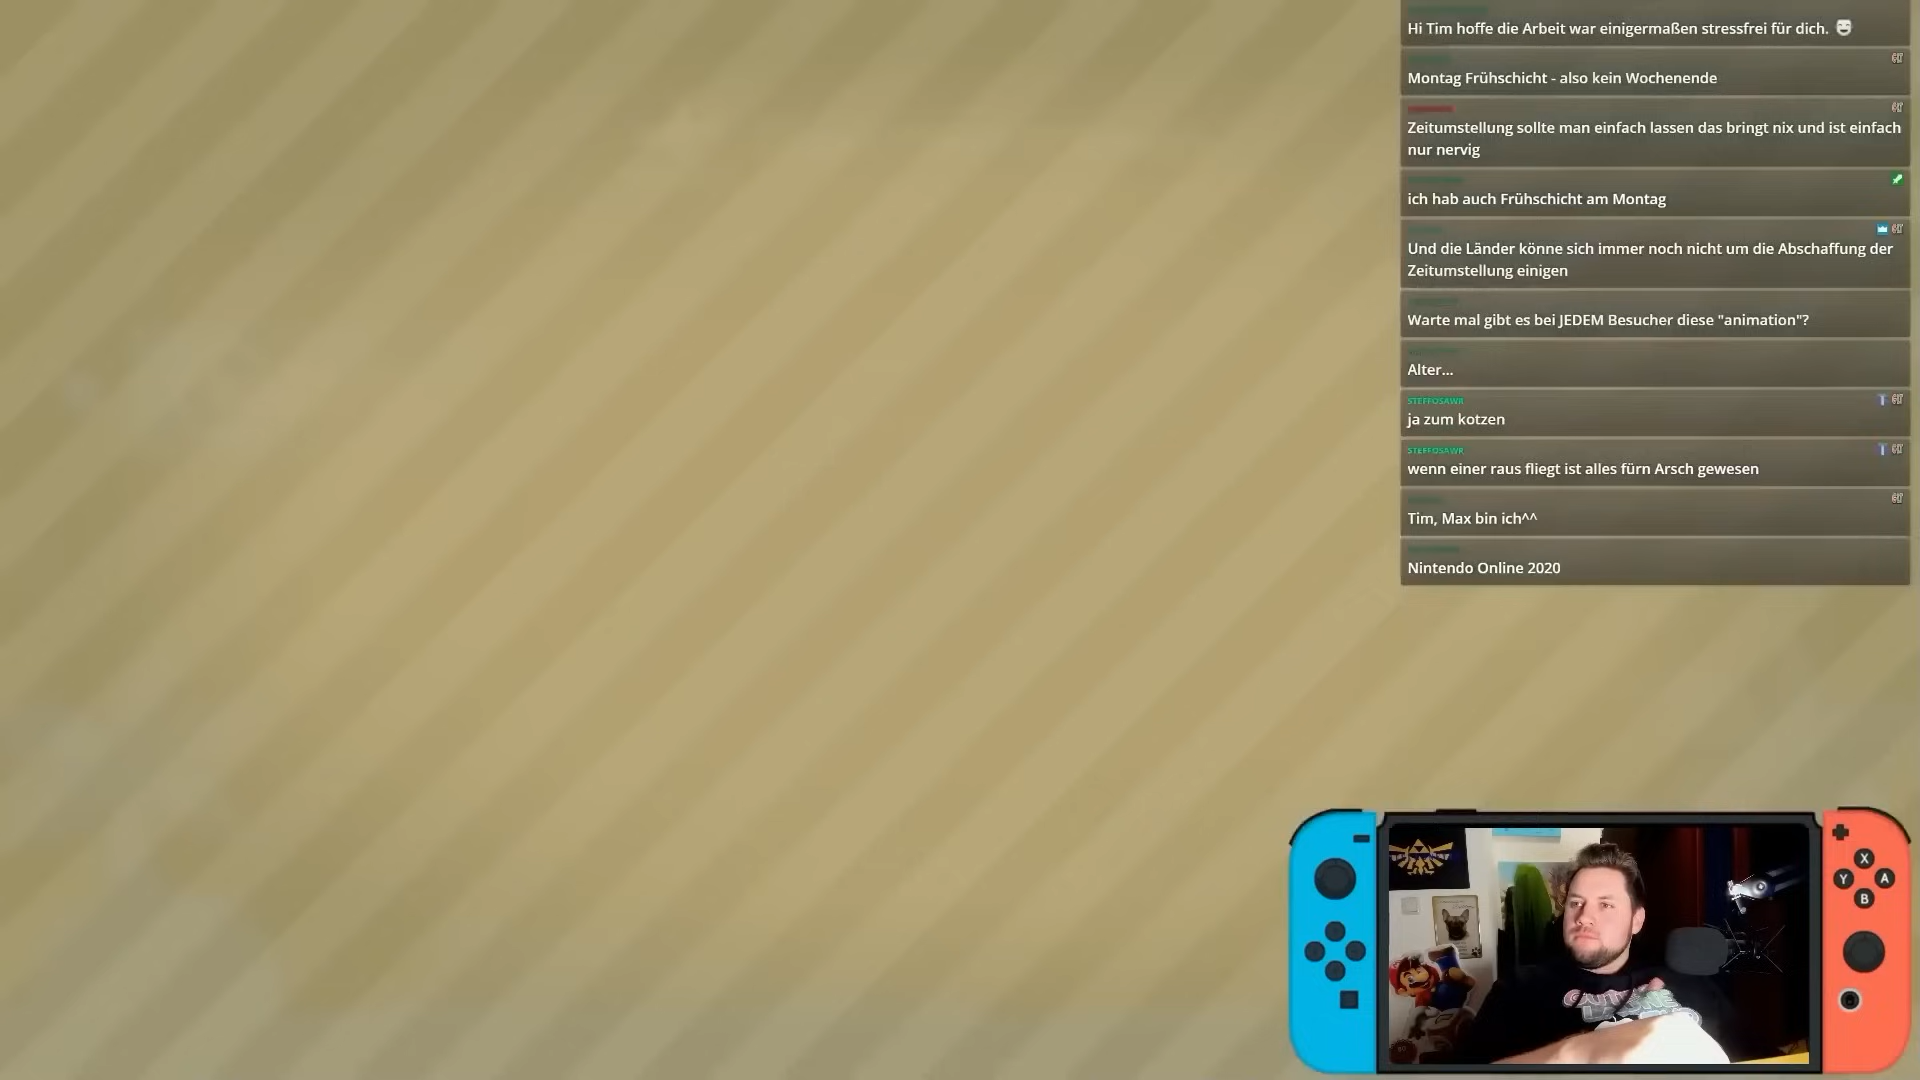 Hi Tim hoffe die Arbeit war einigermaßen stressfrei für dich.
Montag Frühschicht - also kein Wochenende
Zeitumstellung sollte man einfach lassen das bringt nix und ist einfach
nur nervig
ich hab auch Frühschicht am Montag
Und die Länder könne sich immer noch nicht um die Abschaffung der
Zeitumstellung einigen
Warte mal gibt es bei JEDEM Besucher diese "animation"?
Alter...
STEFFOSAWR
ja zum kotzen
STEFFOSAWR
wenn einer raus fliegt ist alles fürn Arsch gewesen
Tim, Max bin ich^^
Nintendo Online 2020
X
Y A
B